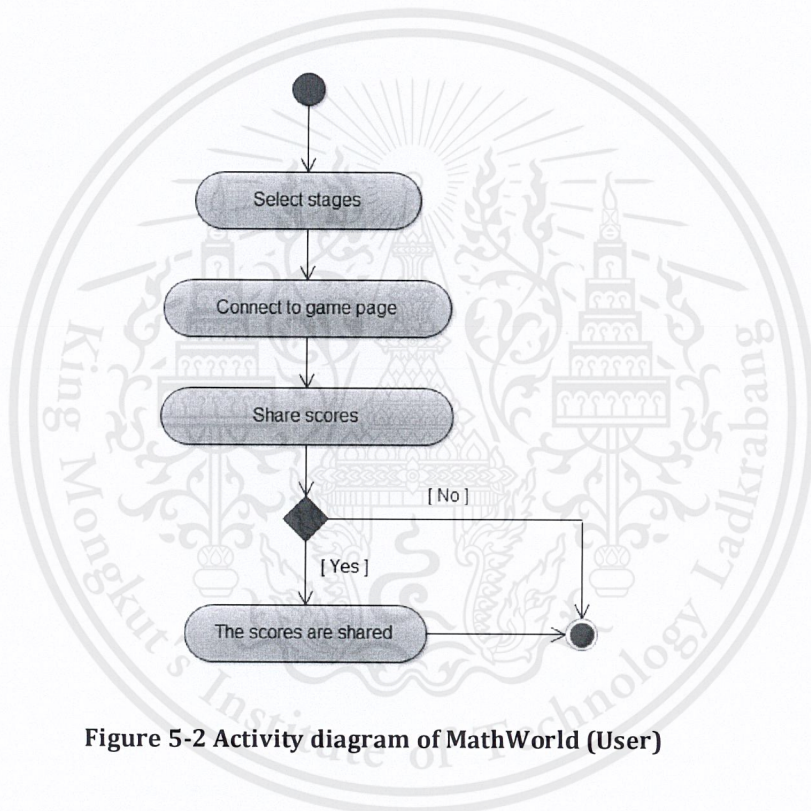 Select stages
Connect to game page
Share scores
[ No ]
[ Yes ]
The scores are shared
Figure 5-2 Activity diagram of MathWorld (User)
King Mongkut's Institute of Technology Ladkrabang